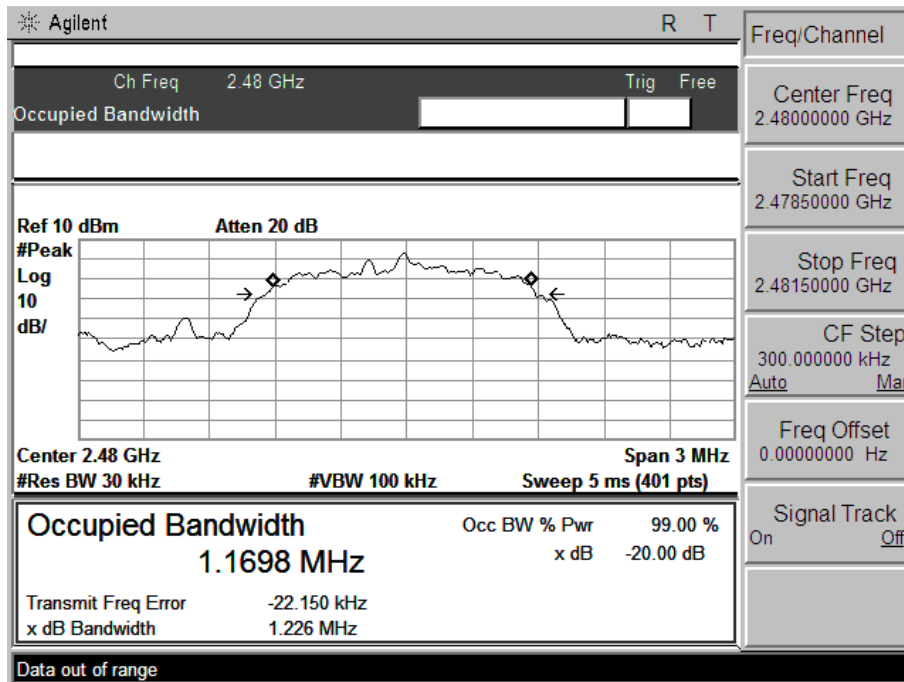 Agilent R T
Ch Freq 2.48 GHz Trig Free
Occupied Bandwidth
Ref 10 dBm Atten 20 dB
#Peak
Log
10
dB/
Center 2.48 GHz Span 3 MHz
#Res BW 30 kHz #VBW 100 kHz Sweep 5 ms (401 pts)
Occupied Bandwidth Occ BW % Pwr 99.00 %
1.1698 MHz x dB -20.00 dB
Transmit Freq Error -22.150 kHz
x dB Bandwidth 1.226 MHz
Data out of range
Freq/Channel
Center Freq
2.48000000 GHz
Start Freq
2.47850000 GHz
Stop Freq
2.48150000 GHz
CF Step
300.000000 kHz
Auto Man
Freq Offset
0.00000000 Hz
Signal Track
On Off